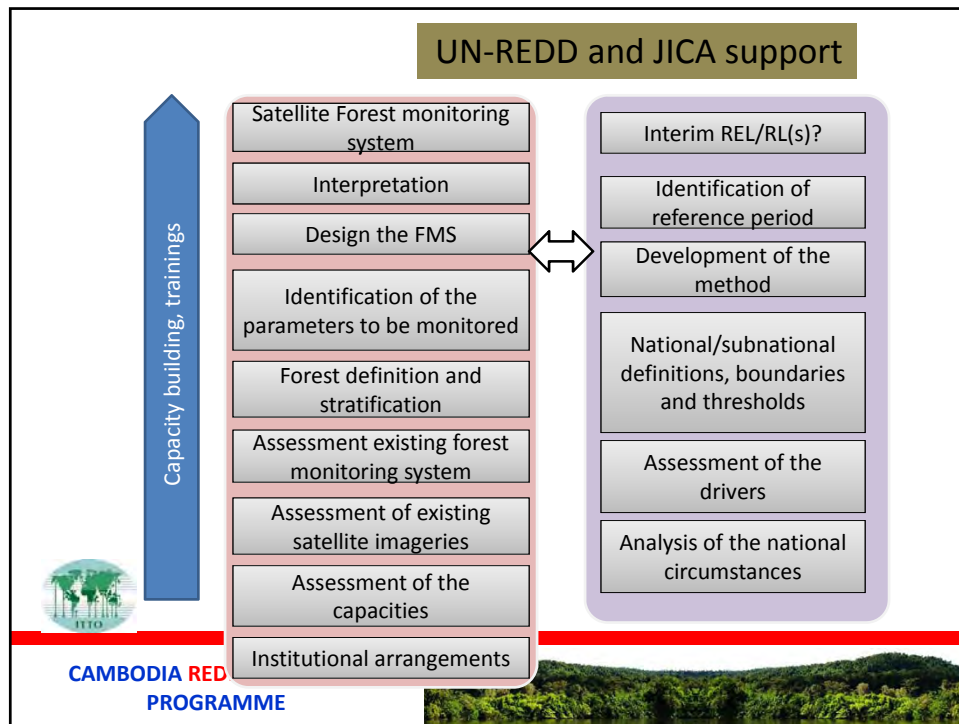 UN-REDD and JICA support
Capacity building, trainings
Satellite Forest monitoring
system
Interpretation
Design the FMS
Identification of the
parameters to be monitored
Forest definition and
stratification
Assessment existing forest
monitoring system
Assessment of existing
satellite imageries
Assessment of the
capacities
Institutional arrangements
Interim REL/RL(s)?
Identification of
reference period
Development of the
method
National/subnational
definitions, boundaries
and thresholds
Assessment of the
drivers
Analysis of the national
circumstances
ITTO
CAMBODIA RED
PROGRAMME